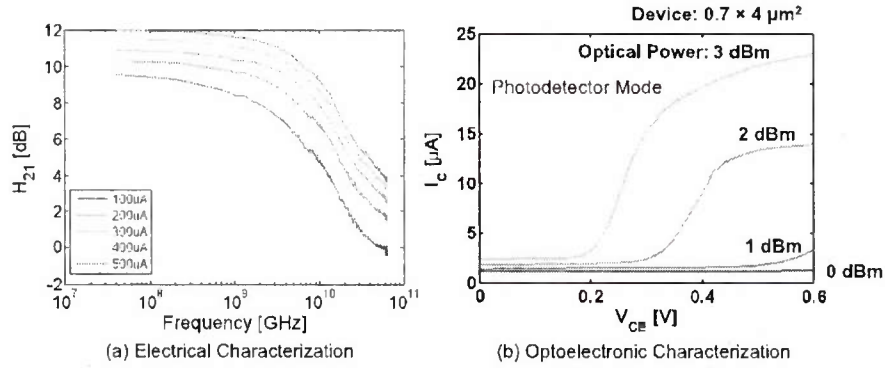 Device: 0.7 × 4 μm²
12
10
8
6
4
2
0
-2
H21 [dB]
100uA
200uA
300uA
400uA
500uA
10^7
10^8
10^9
10^10
10^11
Frequency [GHz]
(a) Electrical Characterization
25
20
15
10
5
0
IC [μA]
Optical Power: 3 dBm
Photodetector Mode
2 dBm
1 dBm
0 dBm
0
0.2
0.4
0.6
VCE [V]
(b) Optoelectronic Characterization